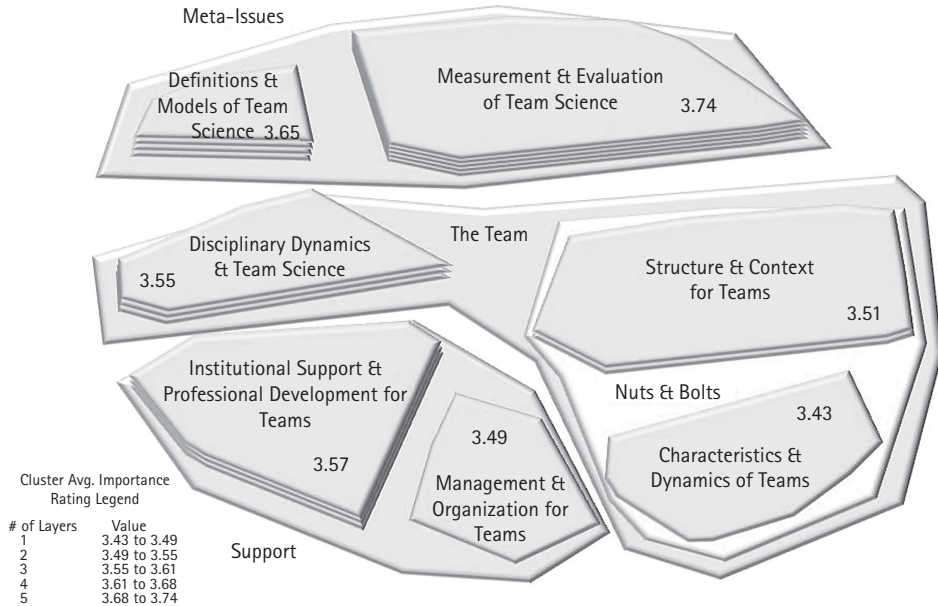 Meta-Issues
Definitions &
Models of Team
Science 3.65
Measurement & Evaluation
of Team Science
3.74
The Team
Disciplinary Dynamics
& Team Science
3.55
Structure & Context
for Teams
3.51
Institutional Support &
Professional Development for
Teams
3.57
Nuts & Bolts
3.43
Characteristics &
Dynamics of Teams
3.49
Management &
Organization for
Teams
Support
Cluster Avg. Importance
Rating Legend
# of Layers Value
1 3.43 to 3.49
2 3.49 to 3.55
3 3.55 to 3.61
4 3.61 to 3.68
5 3.68 to 3.74